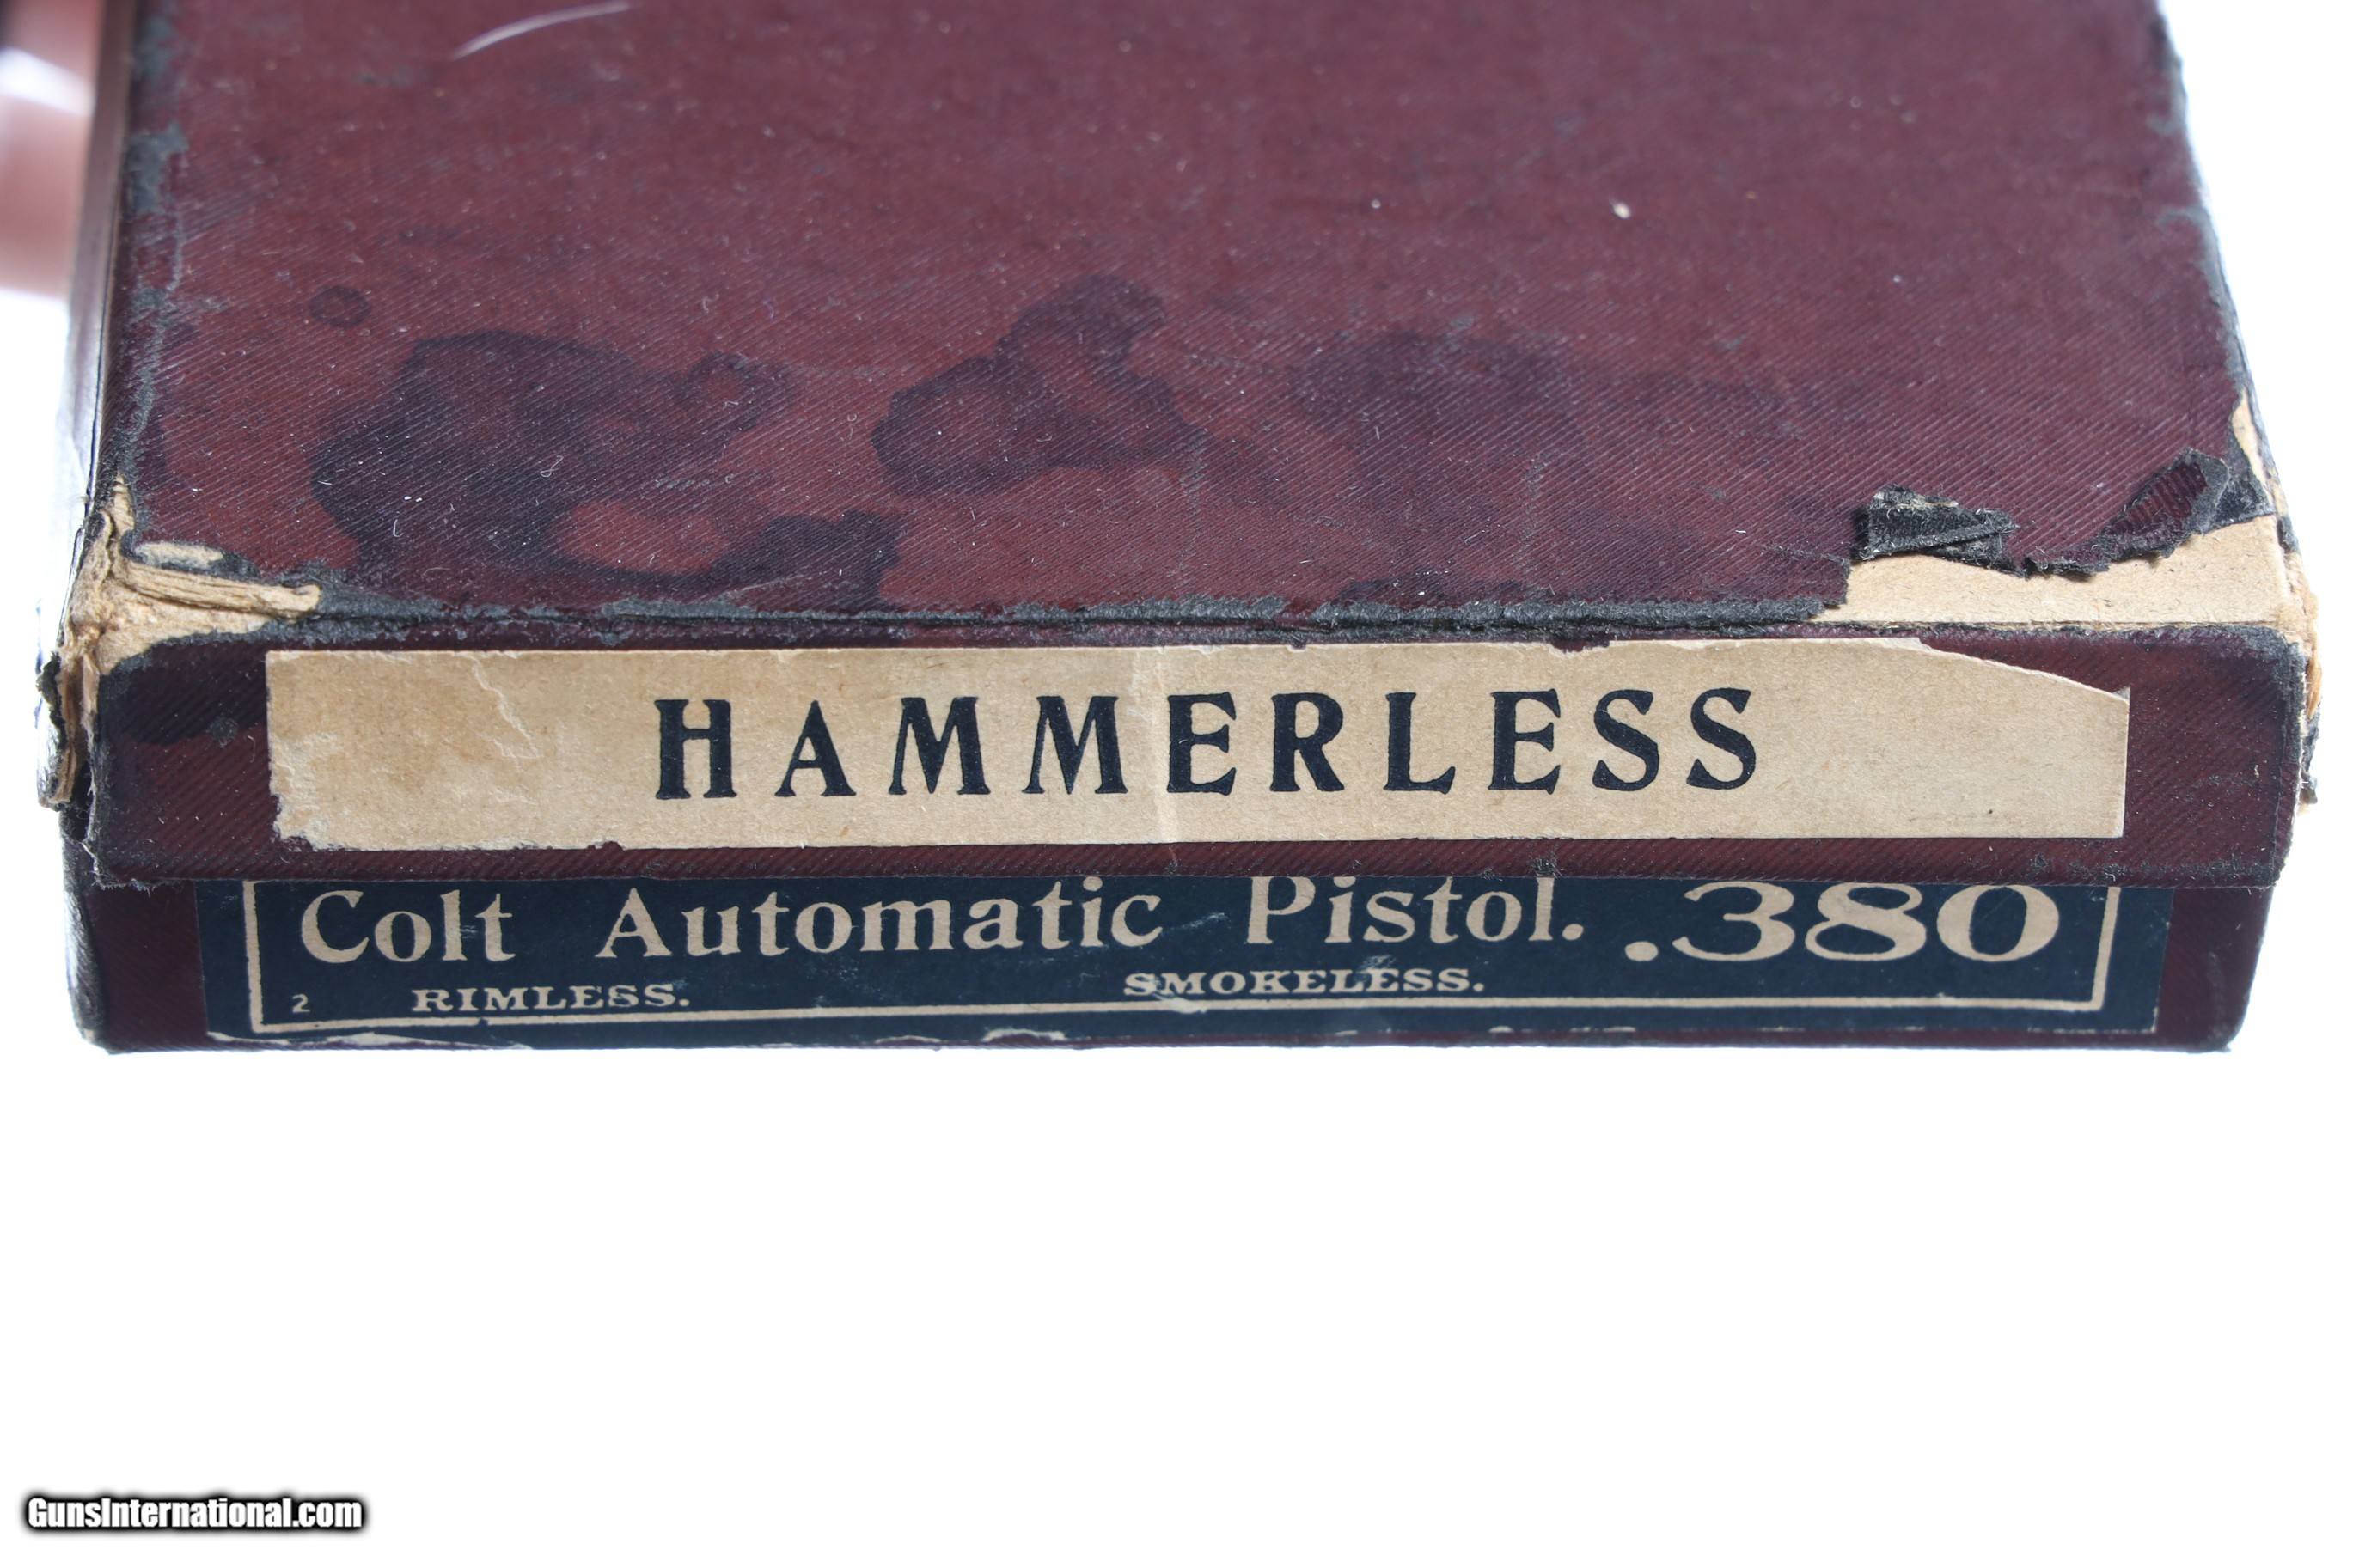 HAMMERLESS
Colt Automatic Pistol. .380
2 RIMLESS. SMOKELESS.
GunsInternational.com